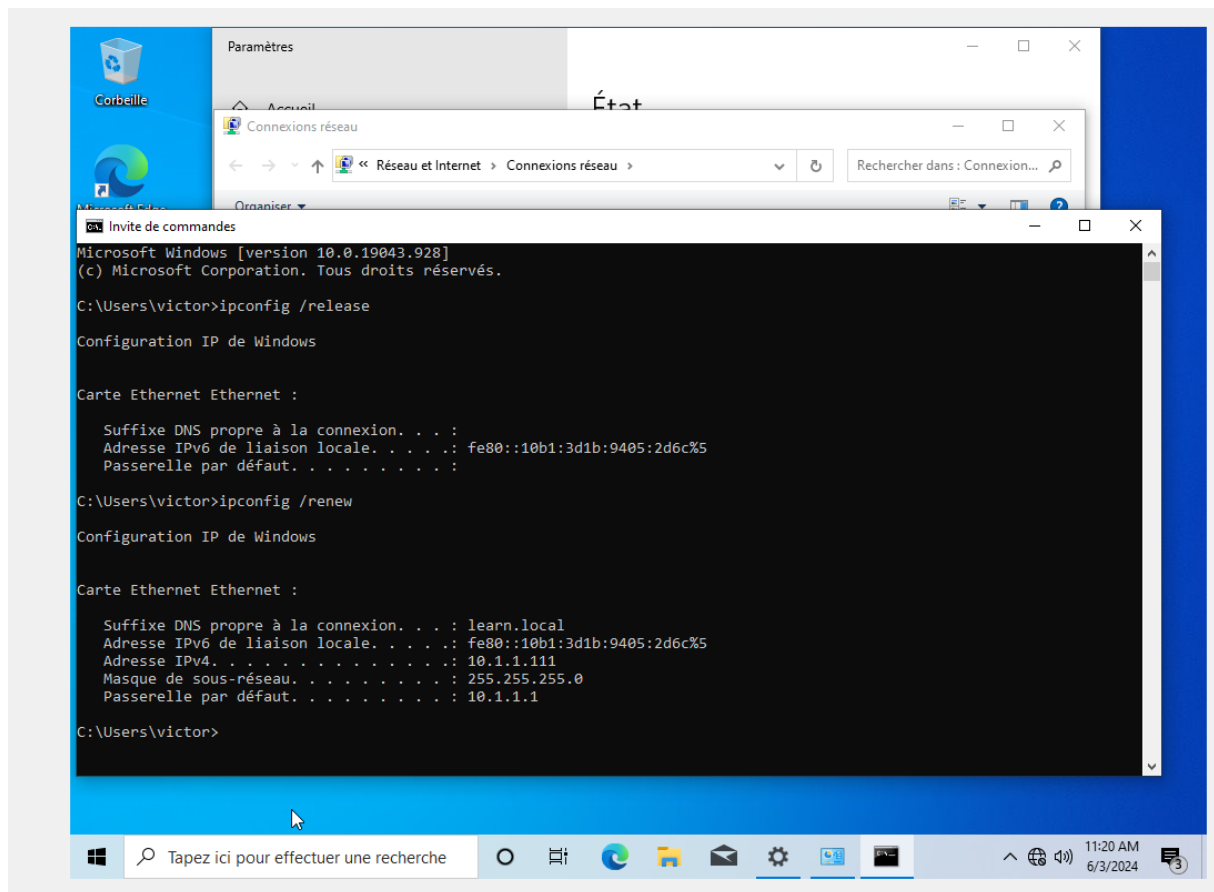 Corbeille
Paramètres
Accueil
État
Connexions réseau
« Réseau et Internet > Connexions réseau >
Rechercher dans : Connexion...
Organiser
Microsoft Edge
Invite de commandes
Microsoft Windows [version 10.0.19043.928]
(c) Microsoft Corporation. Tous droits réservés.
C:\Users\victor>ipconfig /release
Configuration IP de Windows
Carte Ethernet Ethernet :
Suffixe DNS propre à la connexion. . . :
Adresse IPv6 de liaison locale. . . . .: fe80::10b1:3d1b:9405:2d6c%5
Passerelle par défaut. . . . . . . . . :
C:\Users\victor>ipconfig /renew
Configuration IP de Windows
Carte Ethernet Ethernet :
Suffixe DNS propre à la connexion. . . : learn.local
Adresse IPv6 de liaison locale. . . . .: fe80::10b1:3d1b:9405:2d6c%5
Adresse IPv4. . . . . . . . . . . . . .: 10.1.1.111
Masque de sous-réseau. . . . . . . . . : 255.255.255.0
Passerelle par défaut. . . . . . . . . : 10.1.1.1
C:\Users\victor>
Tapez ici pour effectuer une recherche
11:20 AM
6/3/2024
3